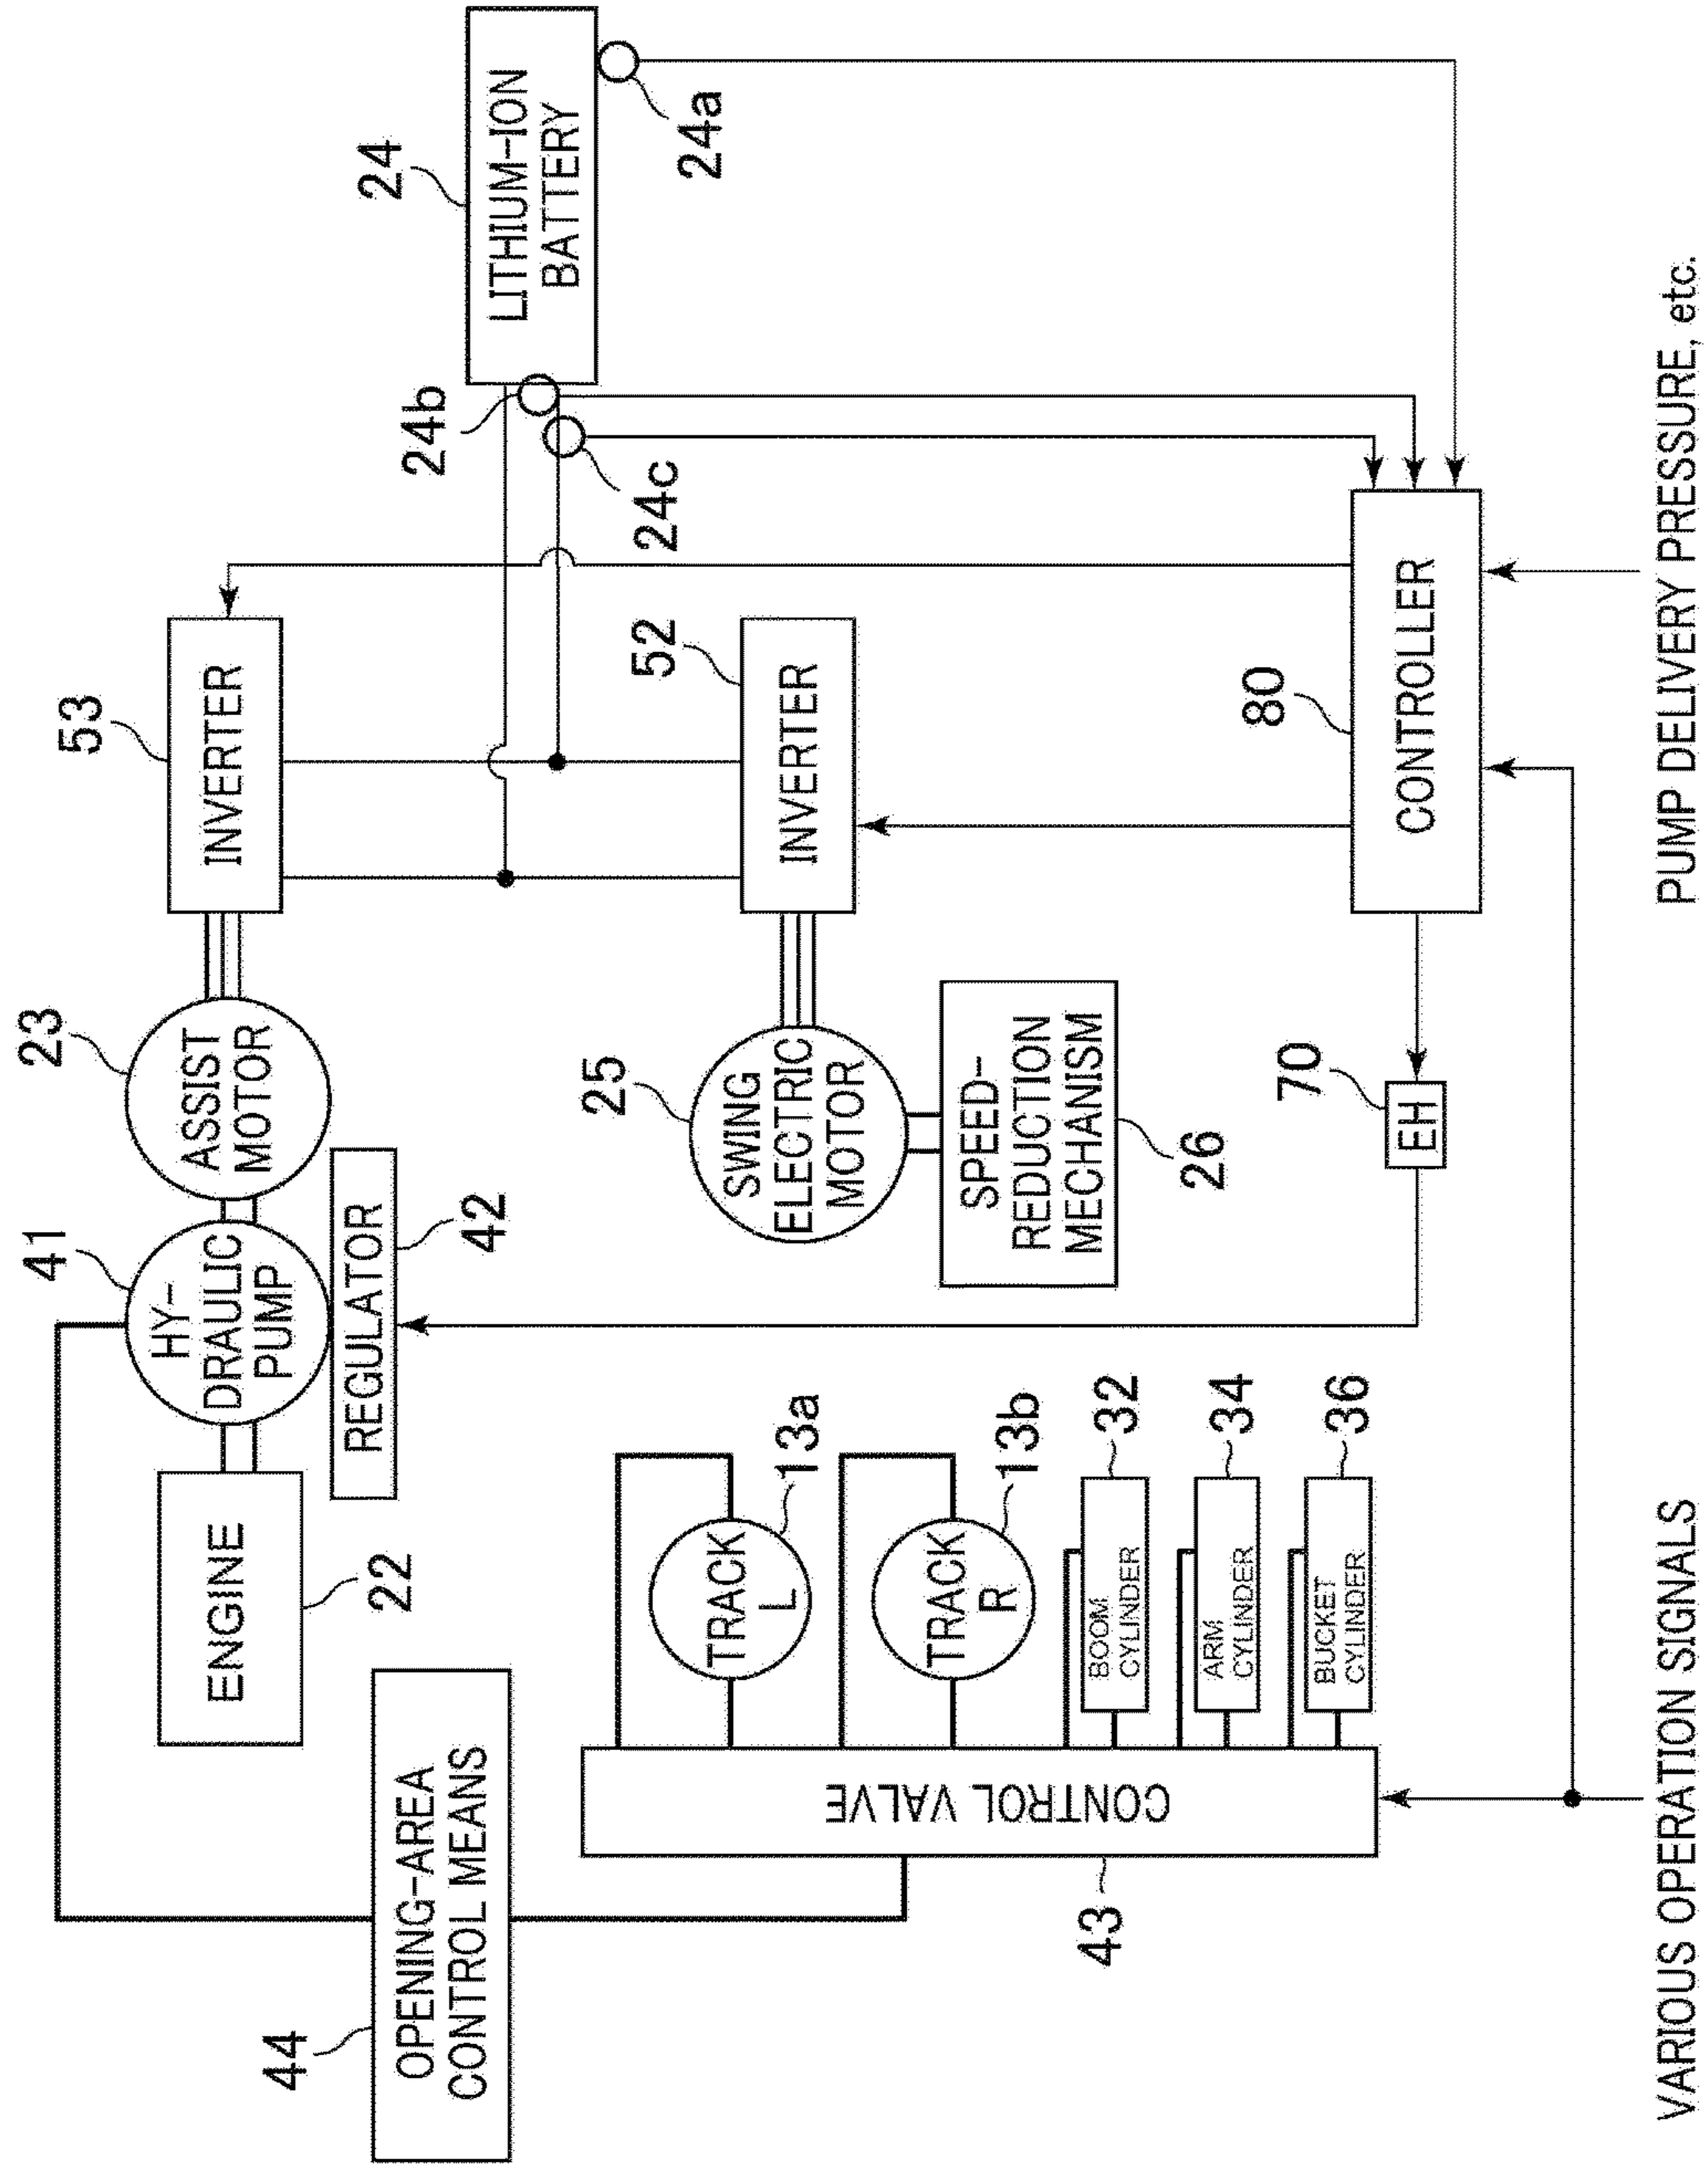 44
OPENING-AREA
CONTROL MEANS
ENGINE
22
41
HY-
DRAULIC
PUMP
REGULATOR
42
23
ASSIST
MOTOR
53
INVERTER
24
LITHIUM-ION
BATTERY
24a
24b
24c
52
INVERTER
25
SWING
ELECTRIC
MOTOR
SPEED-
REDUCTION
MECHANISM
26
43
CONTROL VALVE
TRACK
L
13a
TRACK
R
13b
BOOM
CYLINDER
32
ARM
CYLINDER
34
BUCKET
CYLINDER
36
70
EH
80
CONTROLLER
VARIOUS OPERATION SIGNALS
PUMP DELIVERY PRESSURE, etc.